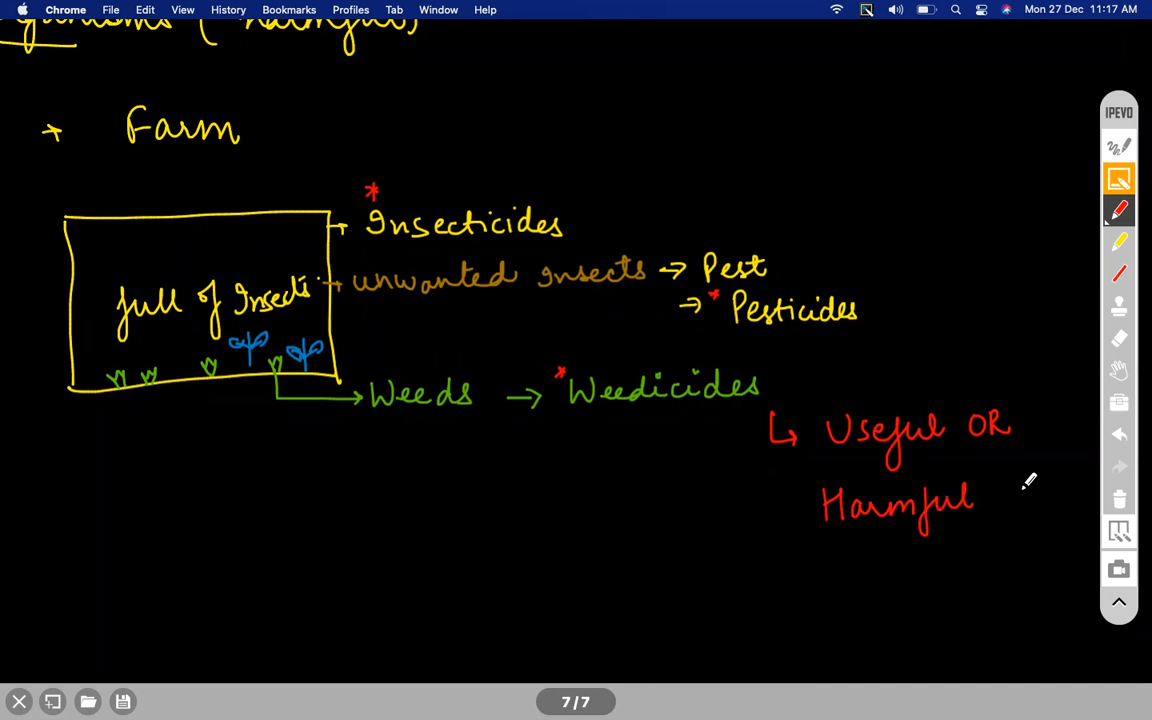 Chrome File Edit View History Bookmarks Profiles Tab Window Help Mon 27 Dec 11:17 AM
(harmful)
→ Farm
IPEVO
* Insecticides
full of Insects
unwanted insects → Pest
→ * Pesticides
Weeds → * Weedicides
↳ Useful OR
Harmful
7/7